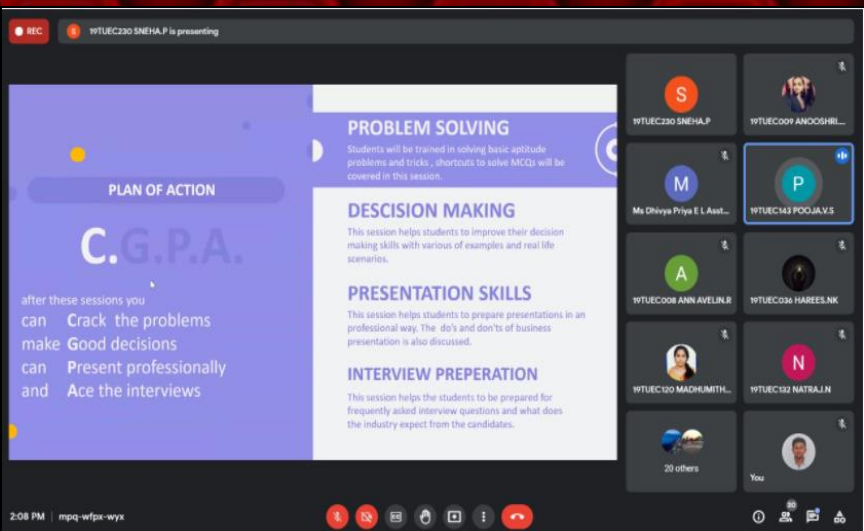 REC
S
19TUEC230 SNEHA.P is presenting
PLAN OF ACTION
C.G.P.A.
after these sessions you
can Crack the problems
make Good decisions
can Present professionally
and Ace the interviews
PROBLEM SOLVING
Students will be trained in solving basic aptitude
problems and tricks , shortcuts to solve MCQs will be
covered in this session.
DESCISION MAKING
This session helps students to improve their decision
making skills with various of examples and real life
scenarios.
PRESENTATION SKILLS
This session helps students to prepare presentations in an
professional way. The do's and don'ts of business
presentation is also discussed.
INTERVIEW PREPERATION
This session helps the students to be prepared for
frequently asked interview questions and what does
the industry expect from the candidates.
S
19TUEC230 SNEHA.P
19TUEC009 ANOOSHRI...
M
Ms Dhivya Priya E L Asst...
P
19TUEC143 POOJA.V.S
A
19TUEC008 ANN AVELIN.R
19TUEC036 HAREES.NK
19TUEC120 MADHUMITH...
N
19TUEC132 NATRAJ.N
20 others
You
2:08 PM | mpq-wfpx-wyx
30